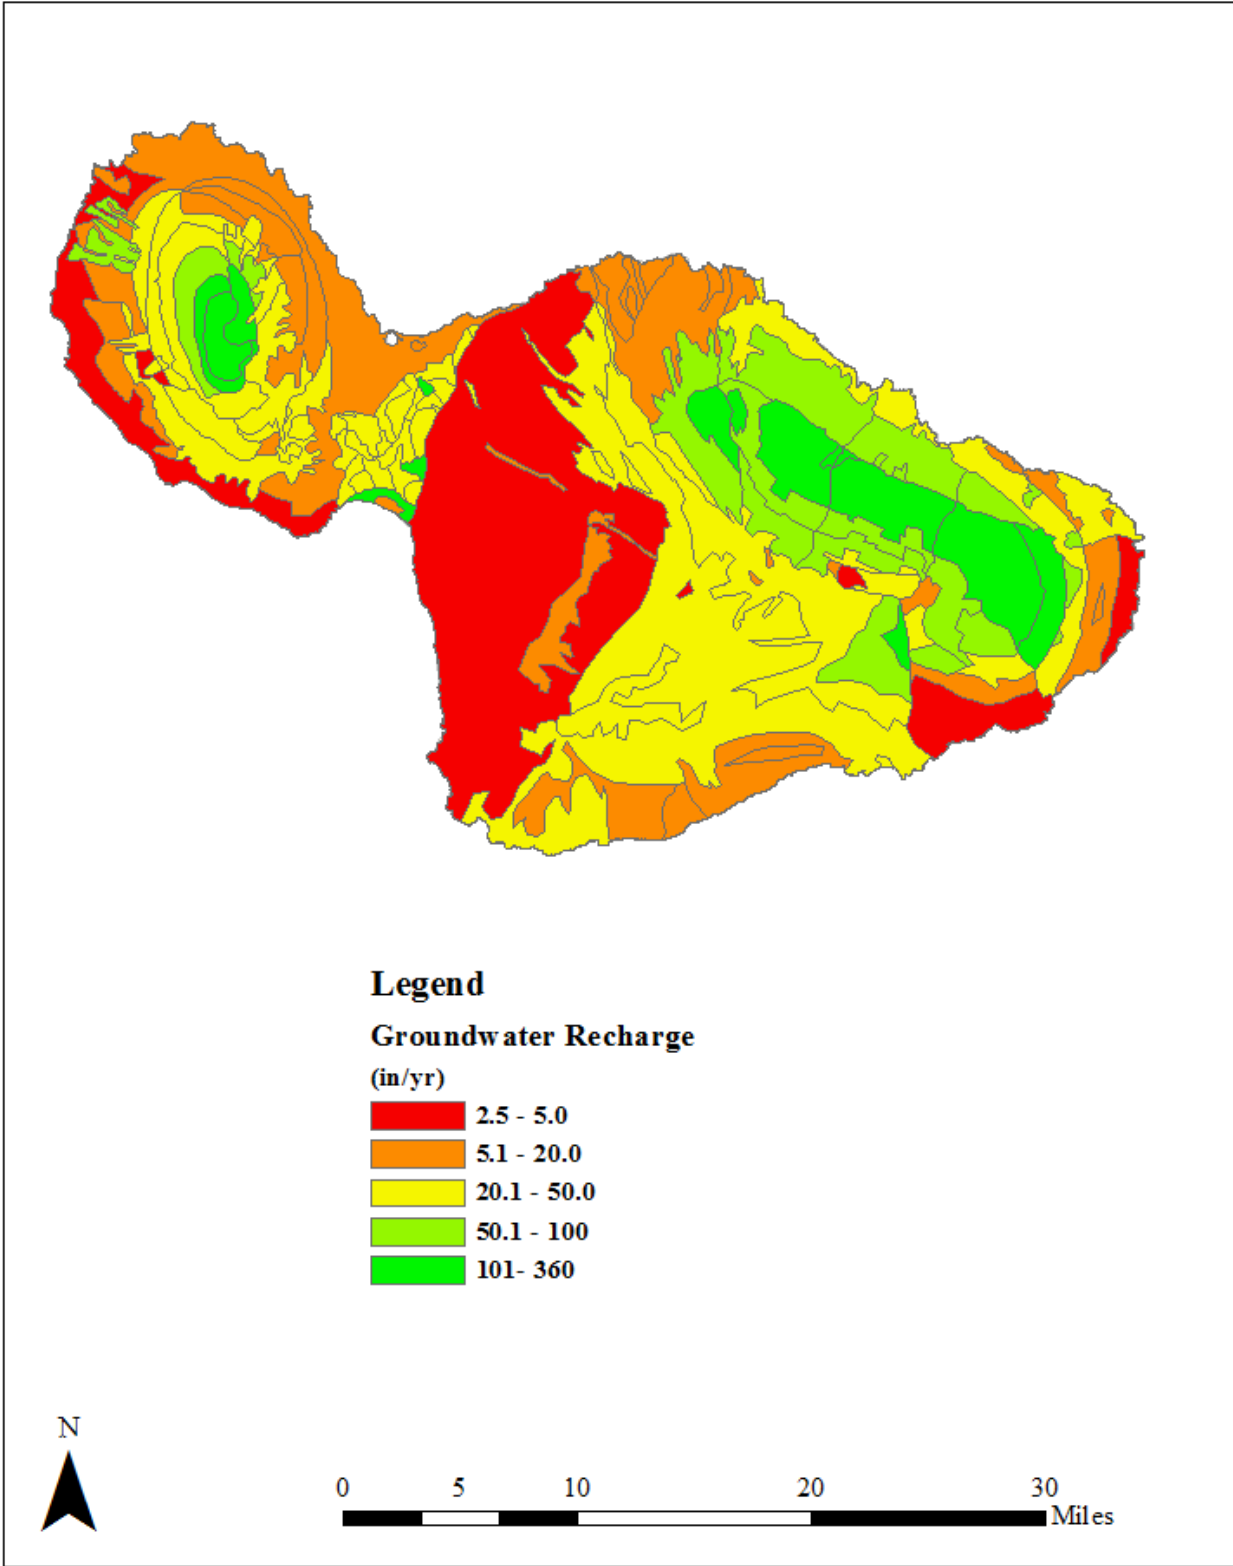 Legend
Groundwater Recharge
(in/yr)
2.5 - 5.0
5.1 - 20.0
20.1 - 50.0
50.1 - 100
101- 360
N
0 5 10 20 30
Miles